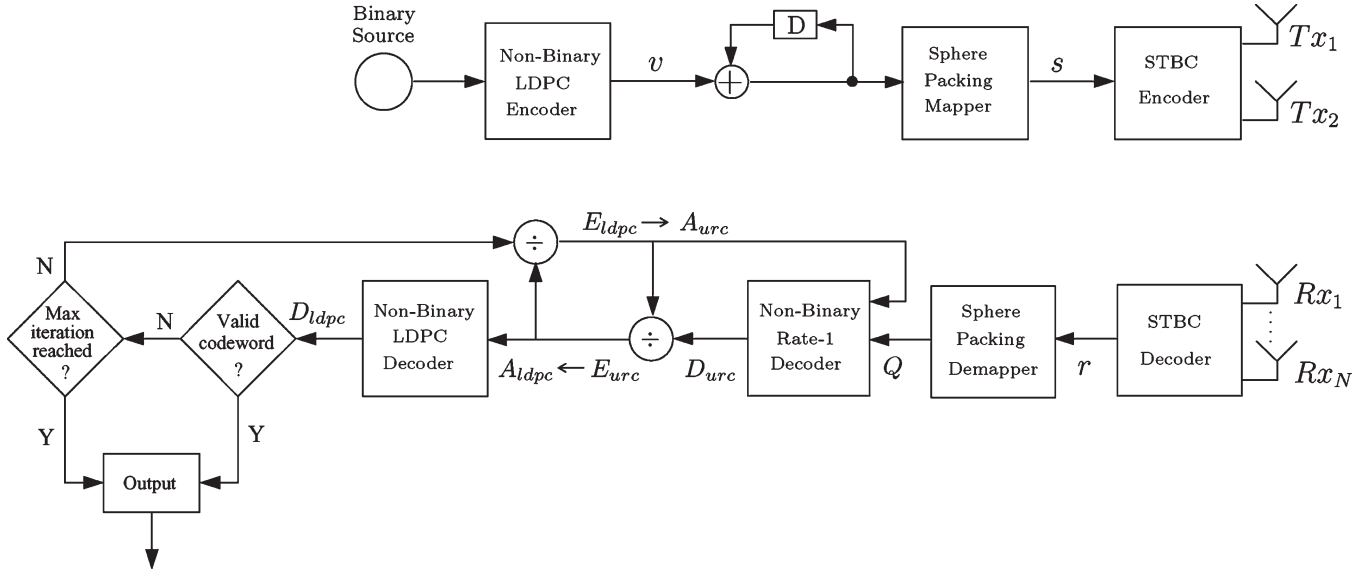 Binary
Source
Non-Binary
LDPC
Encoder
v
+
D
Sphere
Packing
Mapper
s
STBC
Encoder
Tx1
Tx2
N
÷
Eldpc → Aurc
Max
iteration
reached
?
N
Valid
codeword
?
Dldpc
Non-Binary
LDPC
Decoder
Aldpc ← Eurc
÷
Durc
Non-Binary
Rate-1
Decoder
Q
Sphere
Packing
Demapper
r
STBC
Decoder
Rx1
RxN
Y
Y
Output